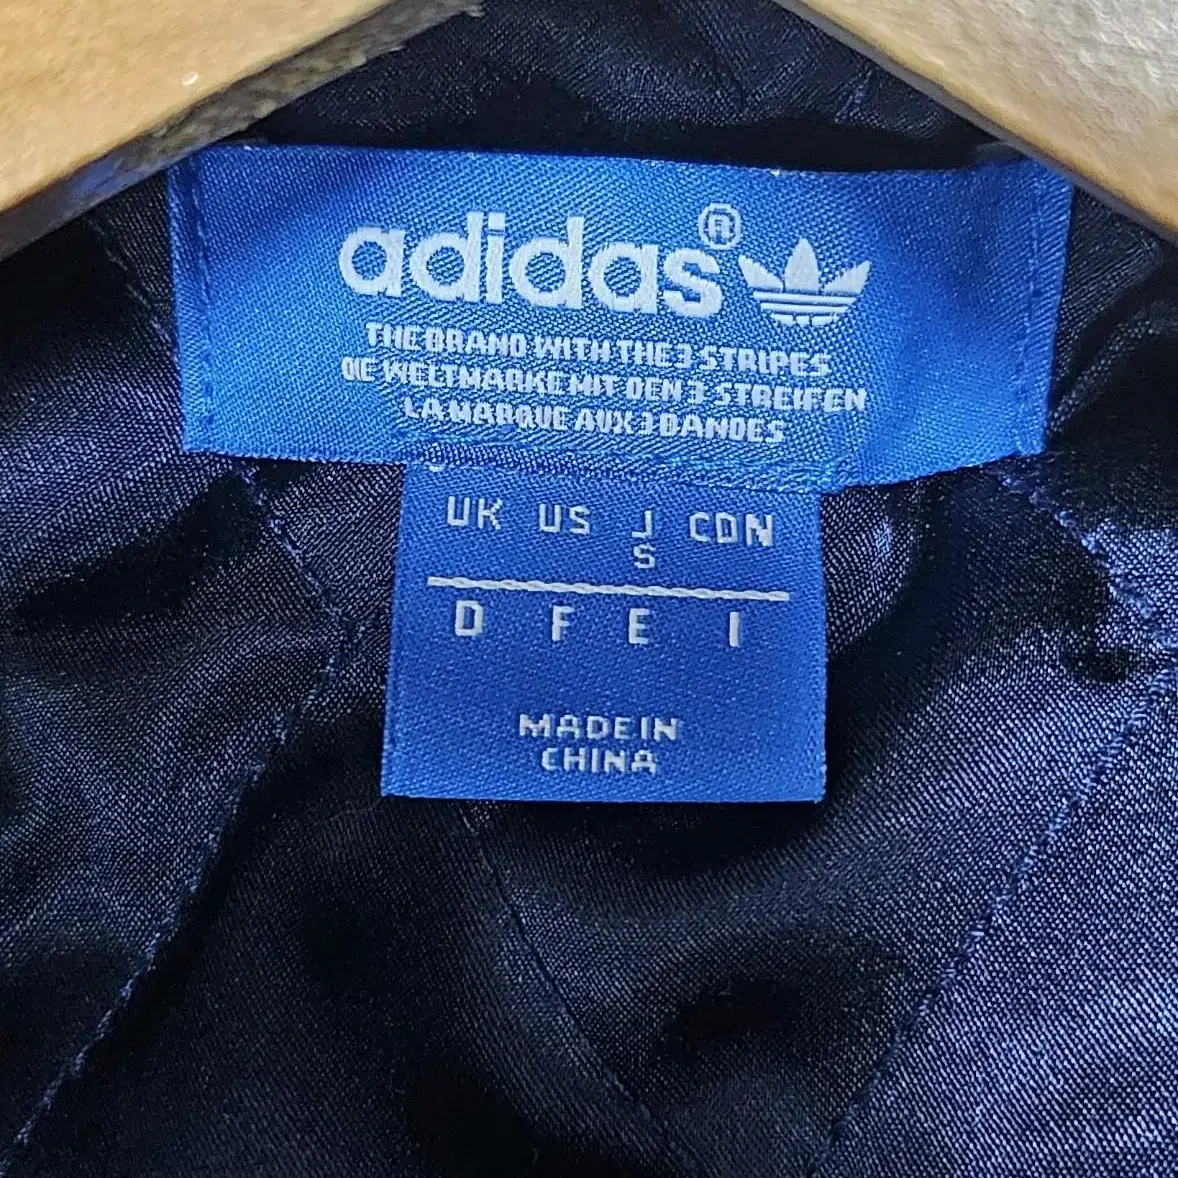 adidas®
THE BRAND WITH THE 3 STRIPES
DIE WELTMARKE MIT DEN 3 STREIFEN
LA MARQUE AUX 3 BANDES
UK US J CDN
S
D F E I
MADE IN
CHINA